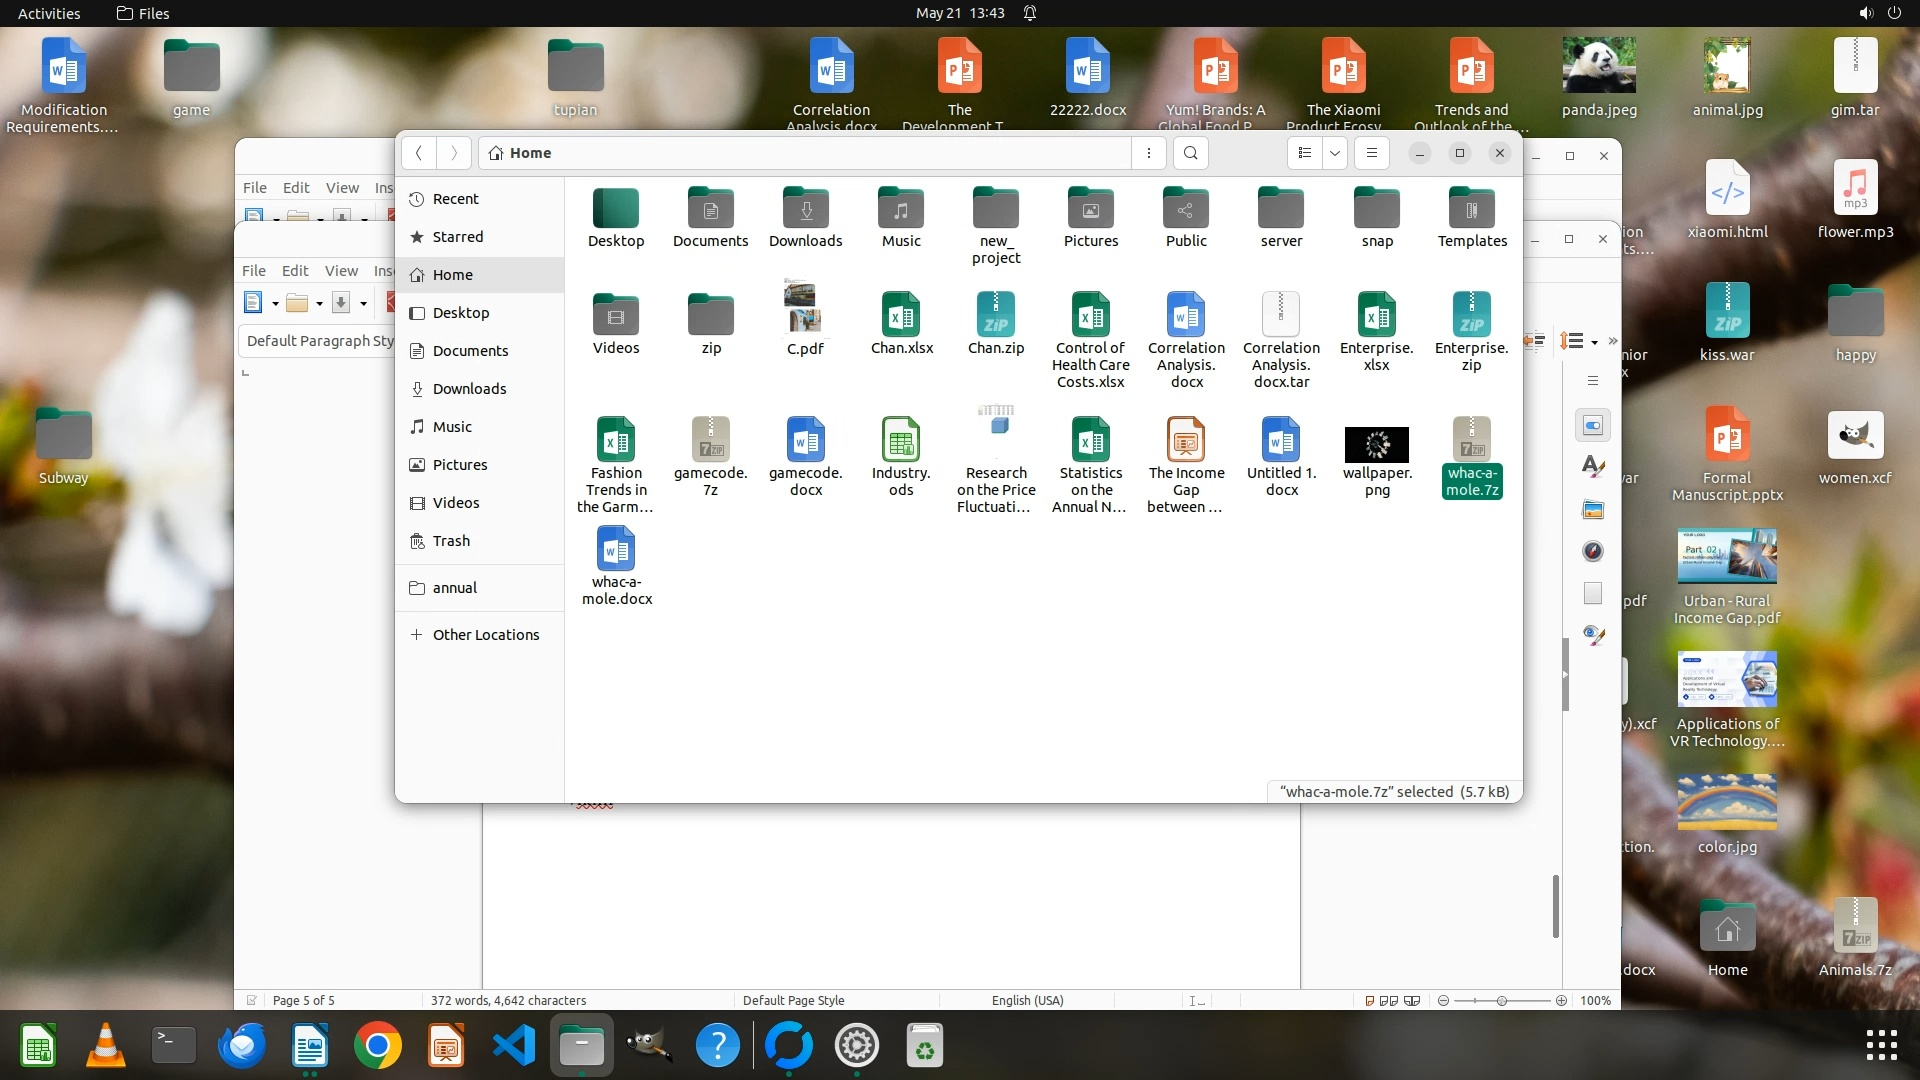 Activities
Files
May 21 13:43
Modification
Requirements....
game
tupian
Correlation
Analysis.docx
The
Development T...
22222.docx
Yum! Brands: A
Global Food P...
The Xiaomi
Product Ecosy...
Trends and
Outlook of the ...
panda.jpeg
animal.jpg
gim.tar
xiaomi.html
mp3
flower.mp3
ZiP
kiss.war
happy
Formal
Manuscript.pptx
women.xcf
YOUR LOGO
Part 02
Urban-Rural
Income Gap.pdf
Applications of
VR Technology....
color.jpg
Home
7ZIP
Animals.7z
Subway
File Edit View Ins
File Edit View Ins
Default Paragraph Sty
Home
Recent
Starred
Home
Desktop
Documents
Downloads
Music
Pictures
Videos
Trash
annual
Other Locations
Desktop
Documents
Downloads
Music
new_
project
Pictures
Public
server
snap
Templates
Videos
zip
C.pdf
Chan.xlsx
Chan.zip
Control of
Health Care
Costs.xlsx
Correlation
Analysis.
docx
Correlation
Analysis.
docx.tar
Enterprise.
xlsx
Enterprise.
zip
Fashion
Trends in
the Garm...
gamecode.
7z
gamecode.
docx
Industry.
ods
Research
on the Price
Fluctuati...
Statistics
on the
Annual N...
The Income
Gap
between ...
Untitled 1.
docx
wallpaper.
png
whac-a-
mole.7z
whac-a-
mole.docx
“whac-a-mole.7z” selected (5.7 kB)
Page 5 of 5
372 words, 4,642 characters
Default Page Style
English (USA)
100%